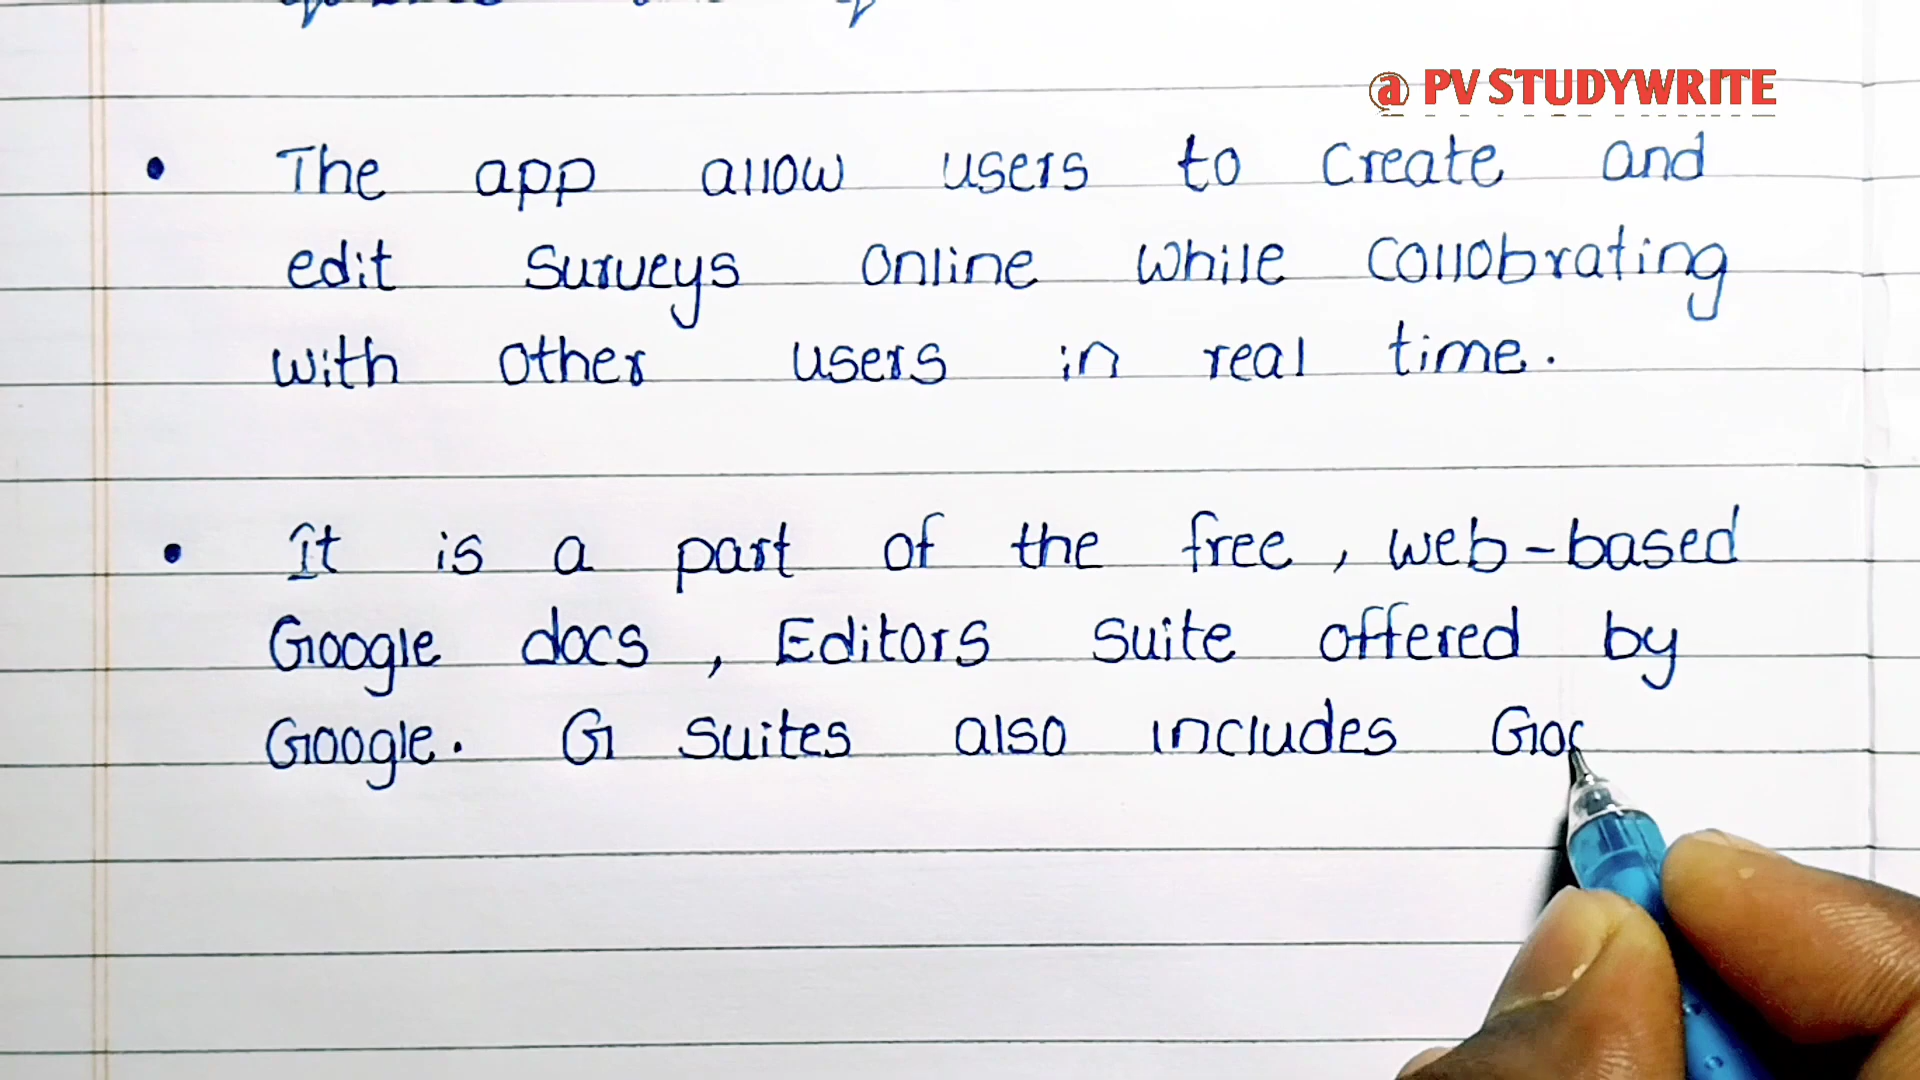 @ PV STUDYWRITE
• The app allow users to create and
edit surveys online while collobrating
with other users in real time.
• It is a part of the free, web-based
Google docs, Editors suite offered by
Google. G suites also includes Goo